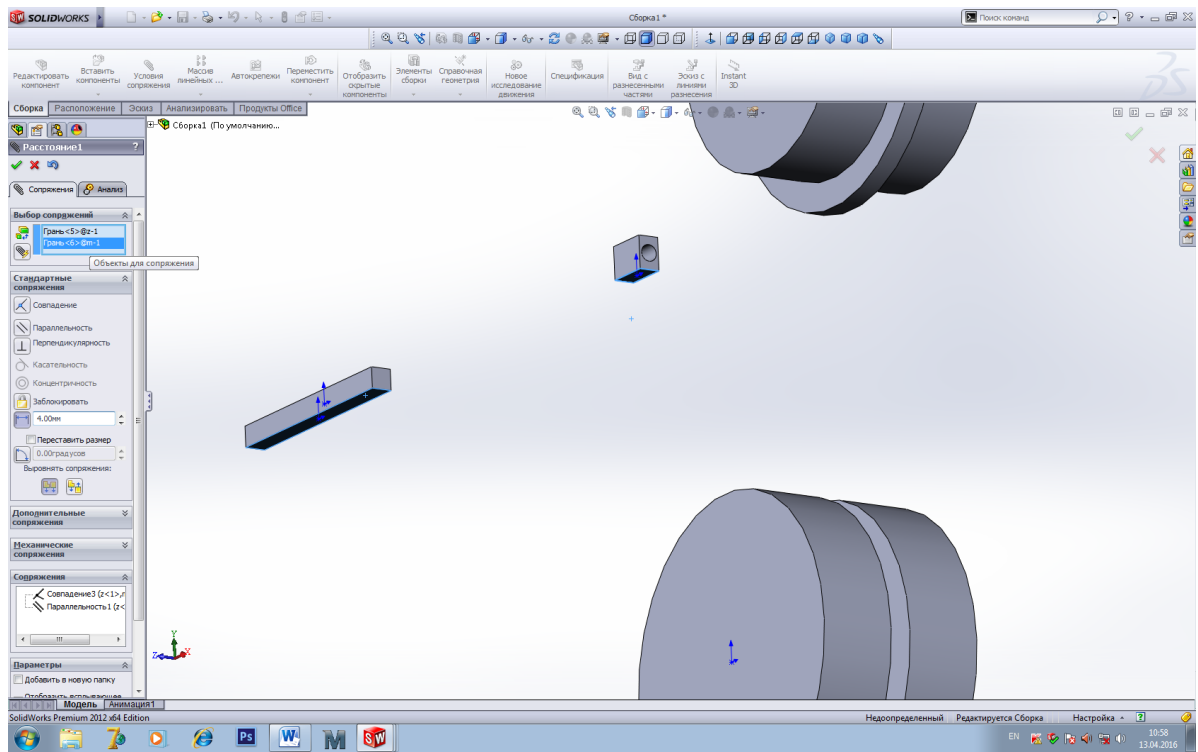 SOLIDWORKS
Сборка1 *
Поиск команд
Редактировать компонент
Вставить компоненты
Условия сопряжения
Массив линейных ...
Автокрепежи
Переместить компонент
Отобразить скрытые компоненты
Элементы сборки
Справочная геометрия
Новое исследование движения
Спецификация
Вид с разнесенными частями
Эскиз с линиями разнесения
Instant 3D
Сборка Расположение Эскиз Анализировать Продукты Office
Сборка1 (По умолчанию...
Расстояние1 ?
Сопряжения Анализ
Выбор сопряжений
Грань<5>@z-1
Грань<6>@m-1
Объекты для сопряжения
Стандартные
сопряжения
Совпадение
Параллельность
Перпендикулярность
Касательность
Концентричность
Заблокировать
4.00мм
Переставить размер
0.00градусов
Выровнять сопряжения:
Дополнительные
сопряжения
Механические
сопряжения
Сопряжения
Совпадение3 (z<1>,
Параллельность1 (z<
Параметры
Добавить в новую папку
Отобразить всплывающее
Y
Z X
Модель Анимация1
SolidWorks Premium 2012 x64 Edition
Недоопределенный Редактируется Сборка Настройка
Ps W M SW
EN
10:58
13.04.2016